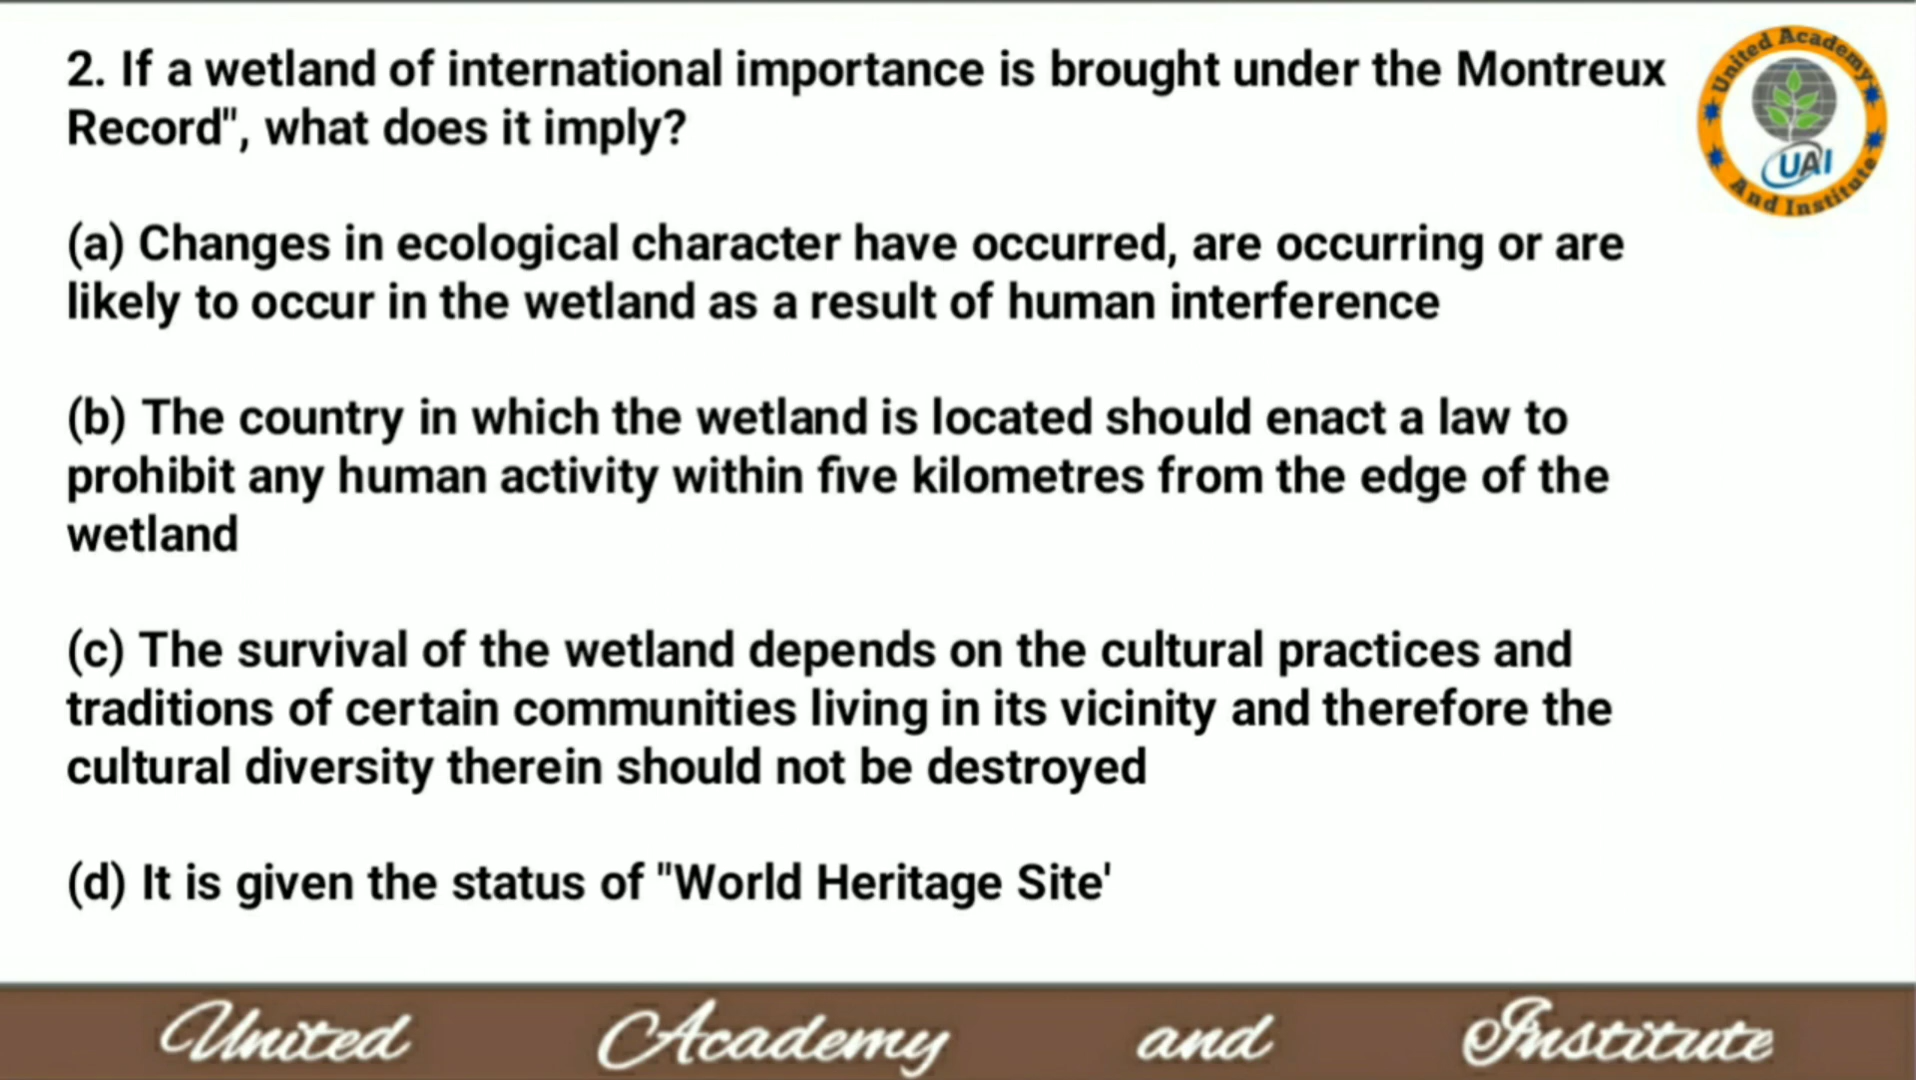 2. If a wetland of international importance is brought under the Montreux
Record", what does it imply?
(a) Changes in ecological character have occurred, are occurring or are
likely to occur in the wetland as a result of human interference
(b) The country in which the wetland is located should enact a law to
prohibit any human activity within five kilometres from the edge of the
wetland
(c) The survival of the wetland depends on the cultural practices and
traditions of certain communities living in its vicinity and therefore the
cultural diversity therein should not be destroyed
(d) It is given the status of "World Heritage Site'
United Academy
UAI
And Institute
United Academy and Institute